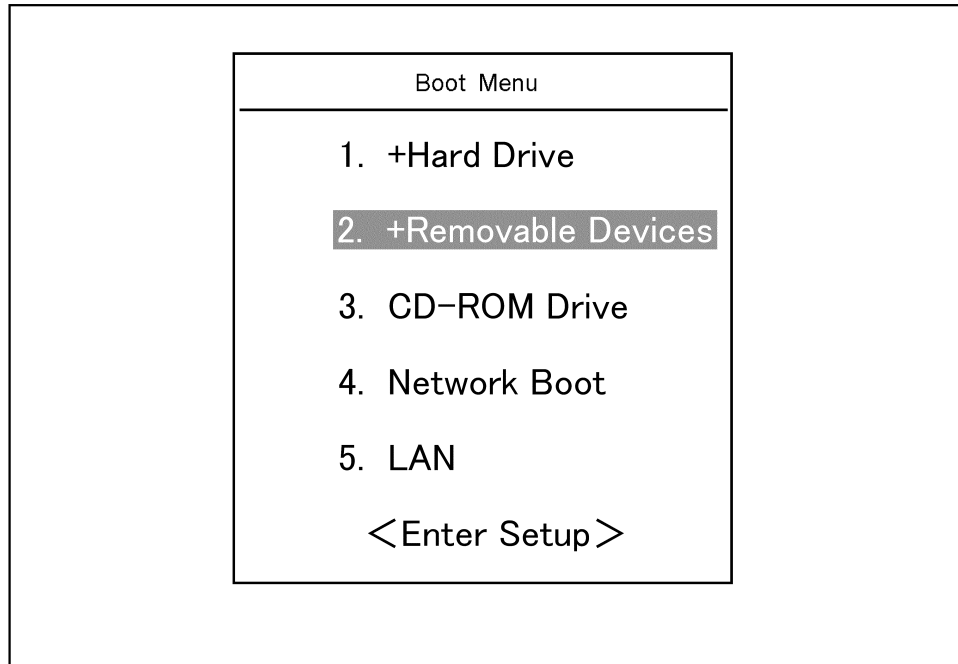 Boot Menu
1. +Hard Drive
2. +Removable Devices
3. CD-ROM Drive
4. Network Boot
5. LAN
<Enter Setup>